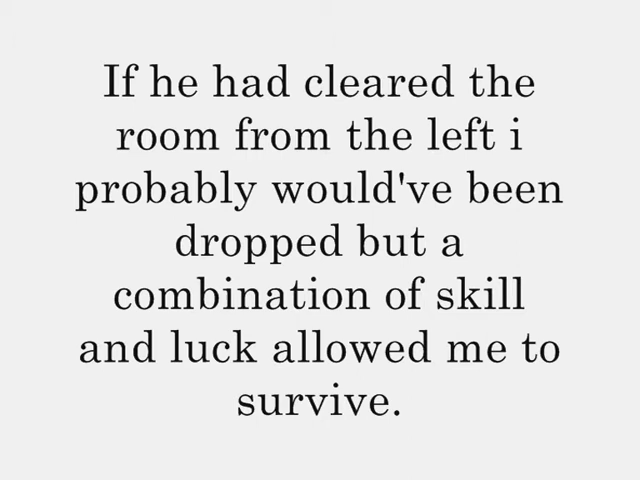 If he had cleared the
room from the left i
probably would've been
dropped but a
combination of skill
and luck allowed me to
survive.